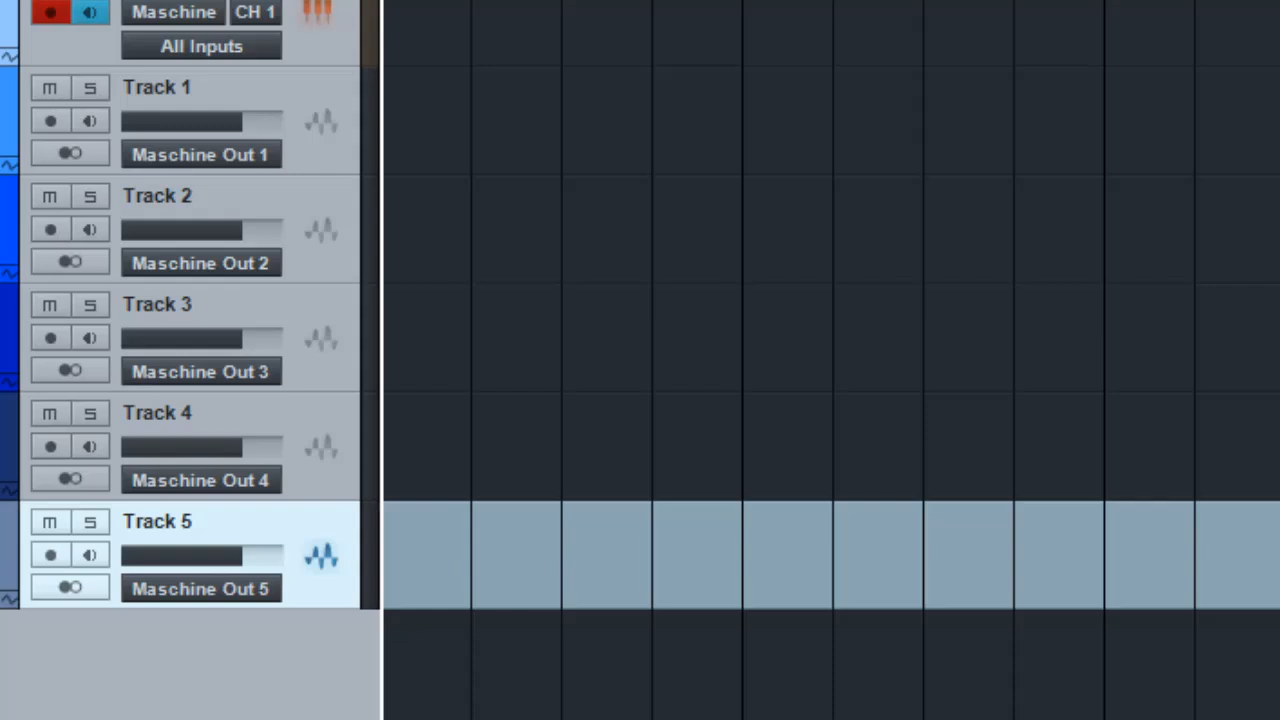 Maschine CH 1
All Inputs
m S Track 1
Maschine Out 1
m S Track 2
Maschine Out 2
m S Track 3
Maschine Out 3
m S Track 4
Maschine Out 4
m S Track 5
Maschine Out 5